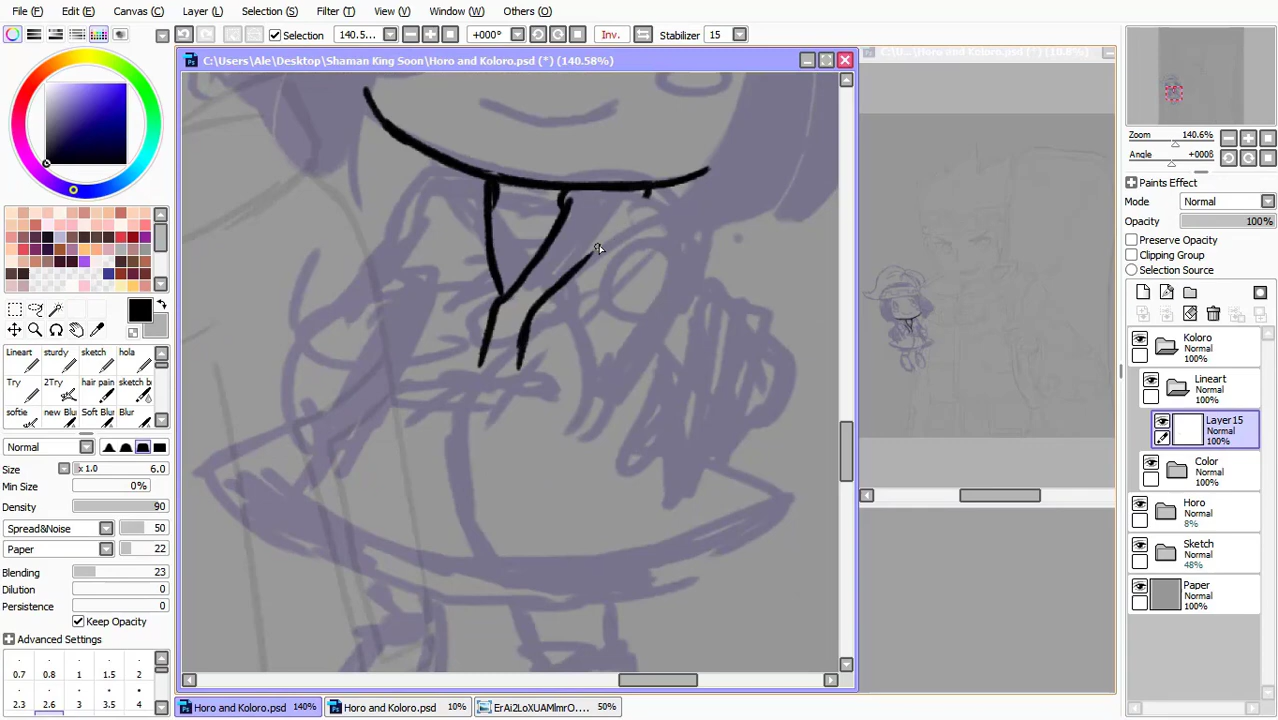 File (F) Edit (E) Canvas (C) Layer (L) Selection (S) Filter (T) View (V) Window (W) Others (O)
Selection 140.5... +000° Inv. Stabilizer 15
C:\Users\Ale\Desktop\Shaman King Soon\Horo and Koloro.psd (*) (140.58%)
Zoom 140.6%
Angle +0008
Paints Effect
Mode Normal
Opacity 100%
Preserve Opacity
Clipping Group
Selection Source
Koloro
Normal
100%
Lineart
Normal
100%
Layer15
Normal
100%
Color
Normal
100%
Horo
Normal
8%
Sketch
Normal
48%
Paper
Normal
100%
Lineart sturdy sketch hola
Try 2Try hair pain sketch b
softie new Blu Soft Blur Blur
Normal
Size x 1.0 6.0
Min Size 0%
Density 90
Spread&Noise 50
Paper 22
Blending 23
Dilution 0
Persistence 0
Keep Opacity
Advanced Settings
0.7 0.8 1 1.5 2
2.3 2.6 3 3.5 4
Horo and Koloro.psd 140% Horo and Koloro.psd 10% ErAi2LoXUAMlmrO.... 50%